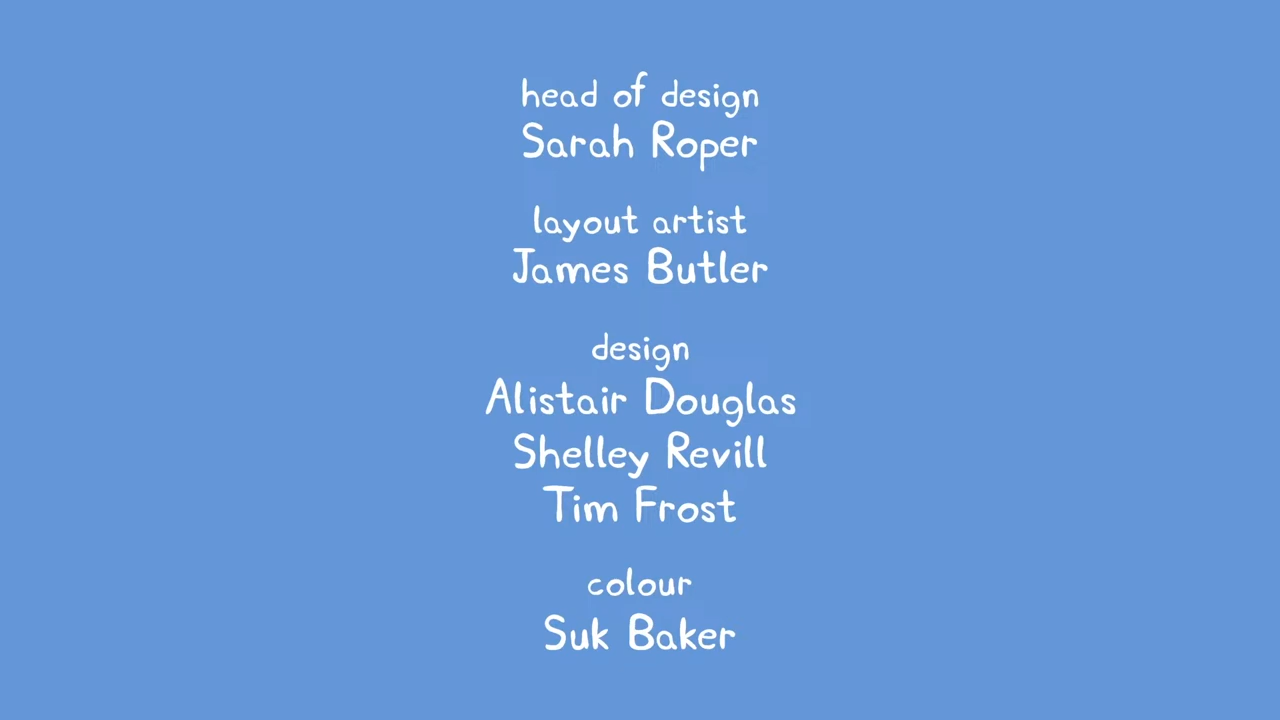 head of design
Sarah Roper
layout artist
James Butler
design
Alistair Douglas
Shelley Revill
Tim Frost
colour
Suk Baker